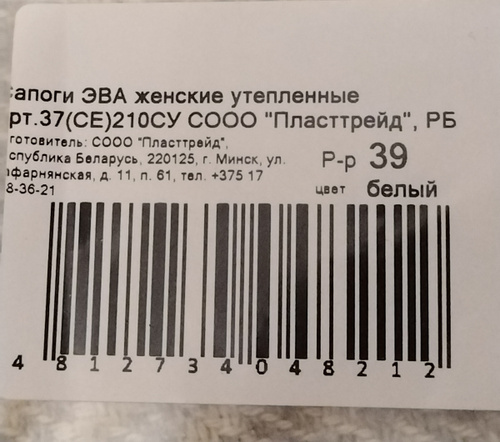 апоги ЭВА женские утепленные
рт.37(СЕ)210СУ СООО "Пласттрейд", РБ
готовитель: СООО "Пласттрейд",
спублика Беларусь, 220125, г. Минск, ул.
афарнянская, д. 11, п. 61, тел. +375 17
8-36-21
Р-р 39
цвет белый
4 812734 048212